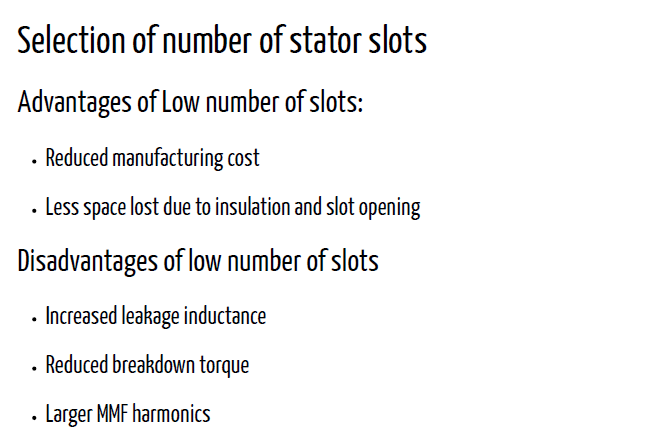 Selection of number of stator slots
Advantages of Low number of slots:
• Reduced manufacturing cost
• Less space lost due to insulation and slot opening
Disadvantages of low number of slots
• Increased leakage inductance
• Reduced breakdown torque
• Larger MMF harmonics